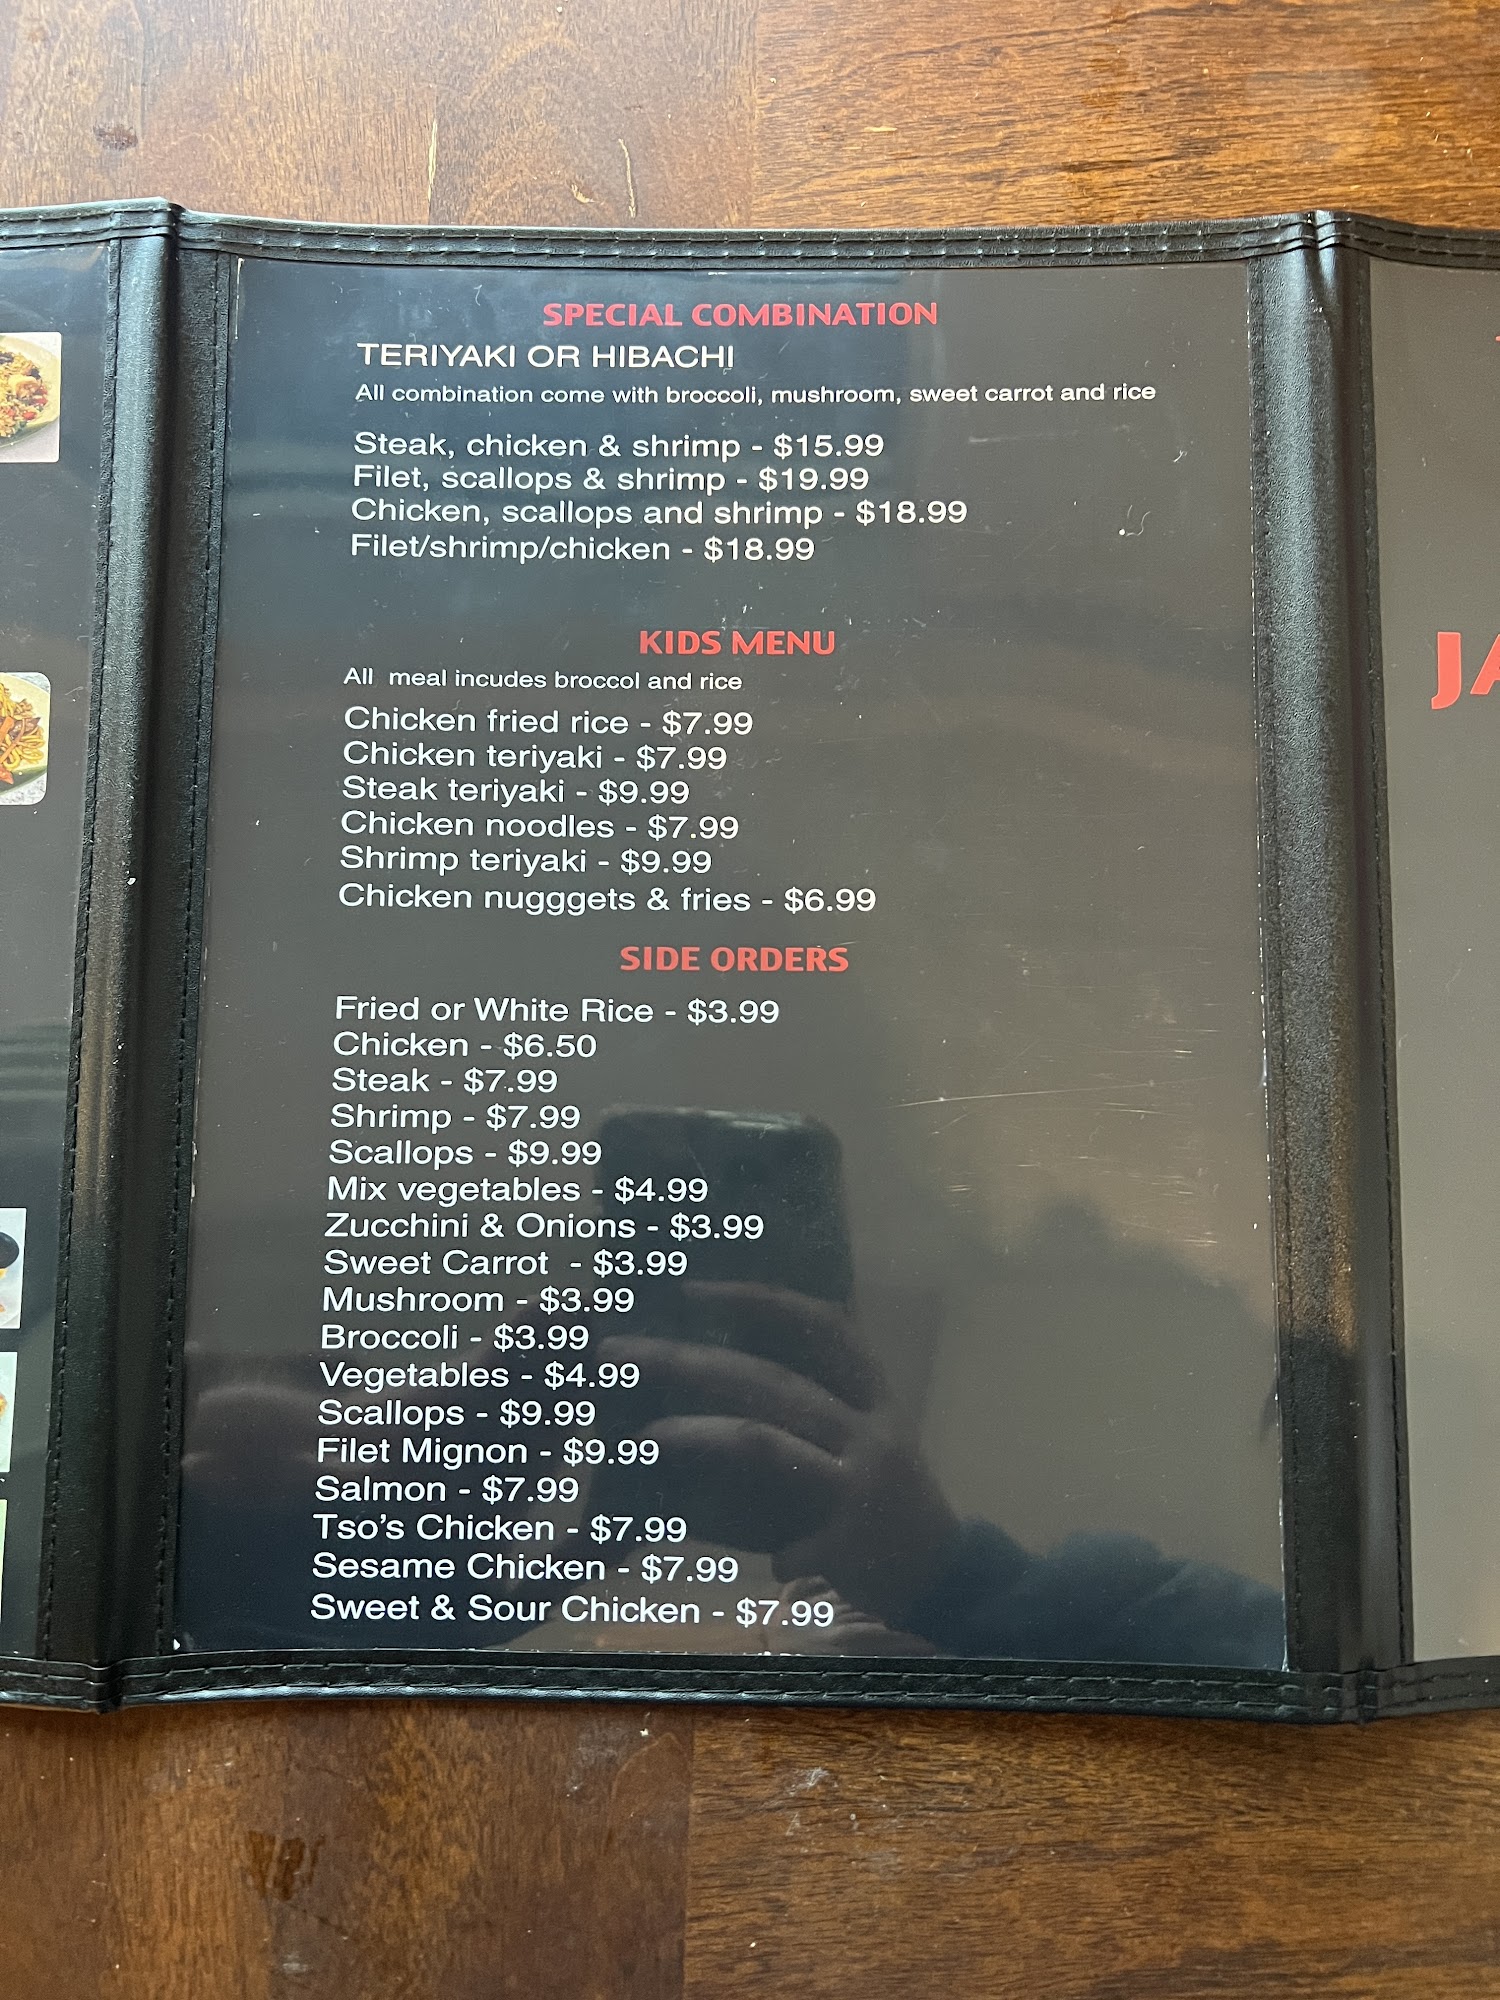 SPECIAL COMBINATION
TERIYAKI OR HIBACHI
All combination come with broccoli, mushroom, sweet carrot and rice
Steak, chicken & shrimp - $15.99
Filet, scallops & shrimp - $19.99
Chicken, scallops and shrimp - $18.99
Filet/shrimp/chicken - $18.99
KIDS MENU
All  meal incudes broccol and rice
Chicken fried rice - $7.99
Chicken teriyaki - $7.99
Steak teriyaki - $9.99
Chicken noodles - $7.99
Shrimp teriyaki - $9.99
Chicken nugggets & fries - $6.99
SIDE ORDERS
Fried or White Rice - $3.99
Chicken - $6.50
Steak - $7.99
Shrimp - $7.99
Scallops - $9.99
Mix vegetables - $4.99
Zucchini & Onions - $3.99
Sweet Carrot  - $3.99
Mushroom - $3.99
Broccoli - $3.99
Vegetables - $4.99
Scallops - $9.99
Filet Mignon - $9.99
Salmon - $7.99
Tso's Chicken - $7.99
Sesame Chicken - $7.99
Sweet & Sour Chicken - $7.99